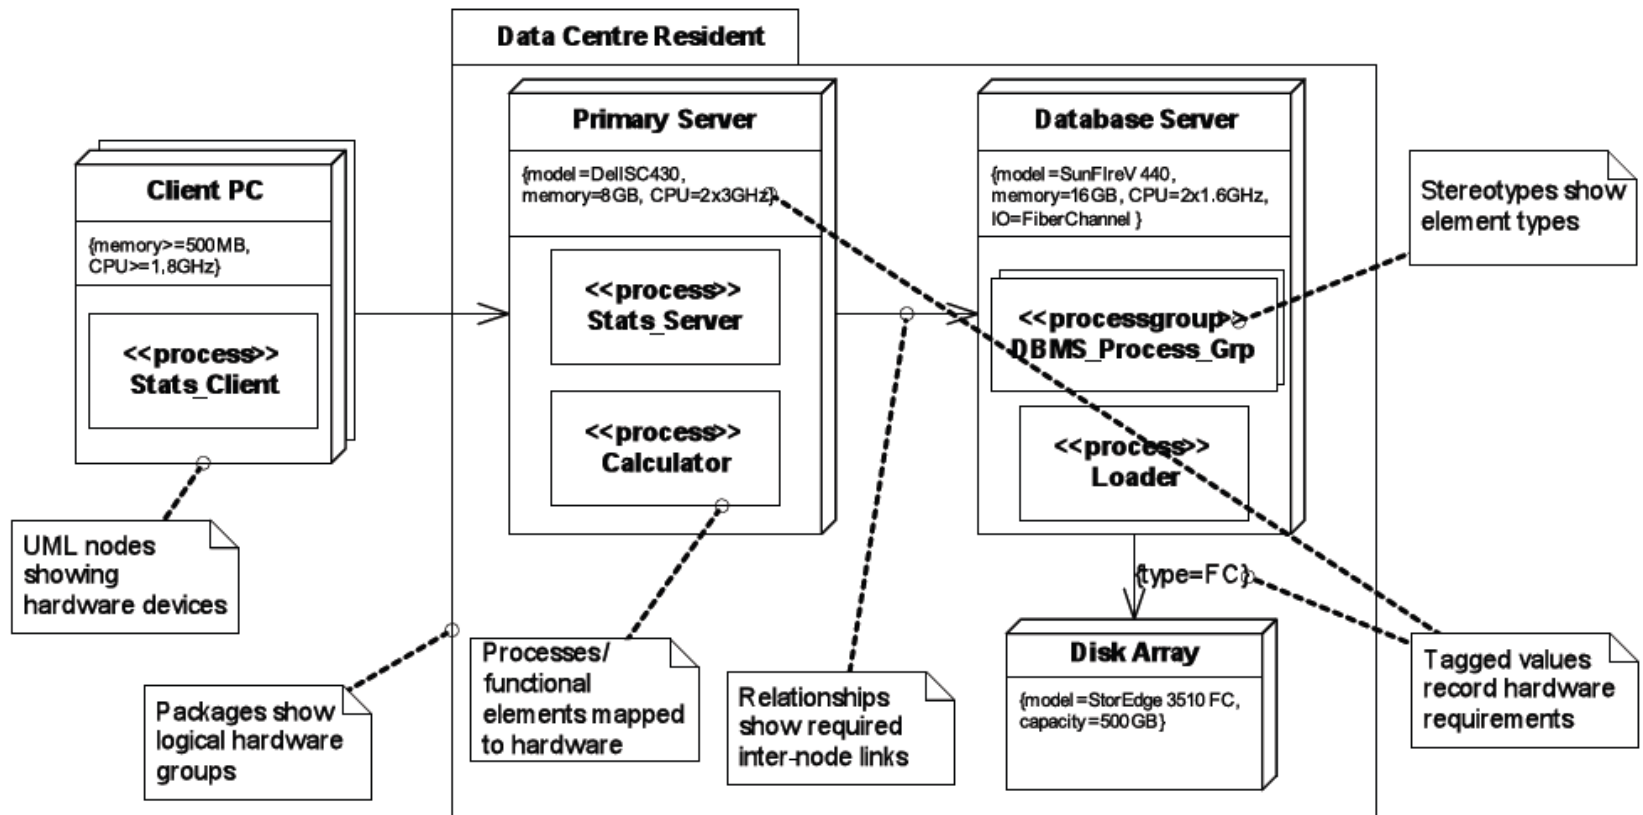 Data Centre Resident
Primary Server
{model=DellSC430,
memory=8GB, CPU=2x3GHz}
<<process>>
Stats_Server
<<process>>
Calculator
Database Server
{model=SunFIreV440,
memory=16GB, CPU=2x1.6GHz,
IO=FiberChannel }
<<processgroup>>
DBMS_Process_Grp
<<process>>
Loader
Client PC
{memory>=500MB,
CPU>=1,8GHz}
<<process>>
Stats_Client
Stereotypes show
element types
UML nodes
showing
hardware devices
{type=FC}
Disk Array
{model=StorEdge 3510 FC,
capacity=500GB}
Packages show
logical hardware
groups
Processes/
functional
elements mapped
to hardware
Relationships
show required
inter-node links
Tagged values
record hardware
requirements